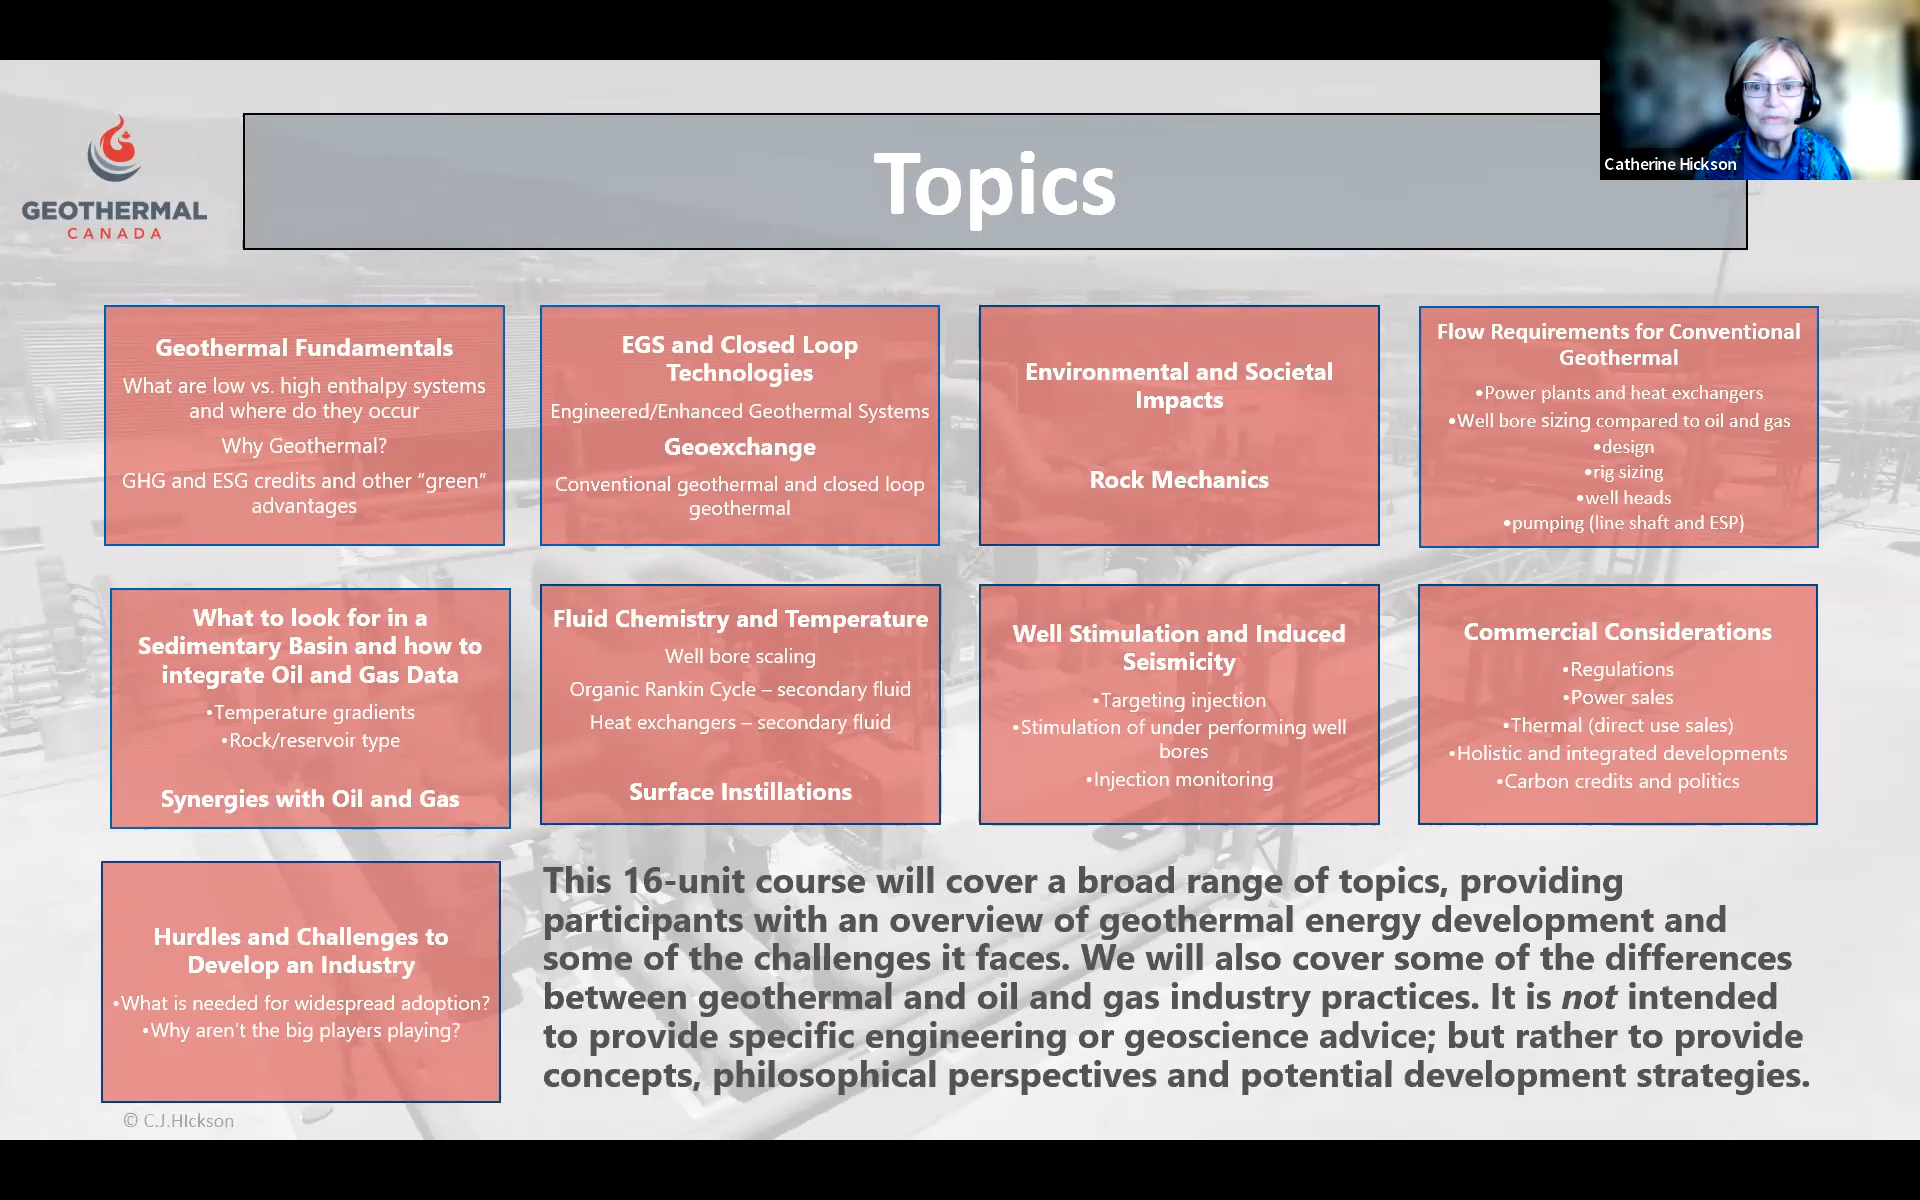 Catherine Hickson
GEOTHERMAL
CANADA
Topics
Geothermal Fundamentals
What are low vs. high enthalpy systems
and where do they occur
Why Geothermal?
GHG and ESG credits and other “green”
advantages
EGS and Closed Loop
Technologies
Engineered/Enhanced Geothermal Systems
Geoexchange
Conventional geothermal and closed loop
geothermal
Environmental and Societal
Impacts
Rock Mechanics
Flow Requirements for Conventional
Geothermal
•Power plants and heat exchangers
•Well bore sizing compared to oil and gas
•design
•rig sizing
•well heads
•pumping (line shaft and ESP)
What to look for in a
Sedimentary Basin and how to
integrate Oil and Gas Data
•Temperature gradients
•Rock/reservoir type
Synergies with Oil and Gas
Fluid Chemistry and Temperature
Well bore scaling
Organic Rankin Cycle – secondary fluid
Heat exchangers – secondary fluid
Surface Instillations
Well Stimulation and Induced
Seismicity
•Targeting injection
•Stimulation of under performing well
bores
•Injection monitoring
Commercial Considerations
•Regulations
•Power sales
•Thermal (direct use sales)
•Holistic and integrated developments
•Carbon credits and politics
Hurdles and Challenges to
Develop an Industry
•What is needed for widespread adoption?
•Why aren’t the big players playing?
This 16-unit course will cover a broad range of topics, providing
participants with an overview of geothermal energy development and
some of the challenges it faces. We will also cover some of the differences
between geothermal and oil and gas industry practices. It is not intended
to provide specific engineering or geoscience advice; but rather to provide
concepts, philosophical perspectives and potential development strategies.
© C.J.HIckson